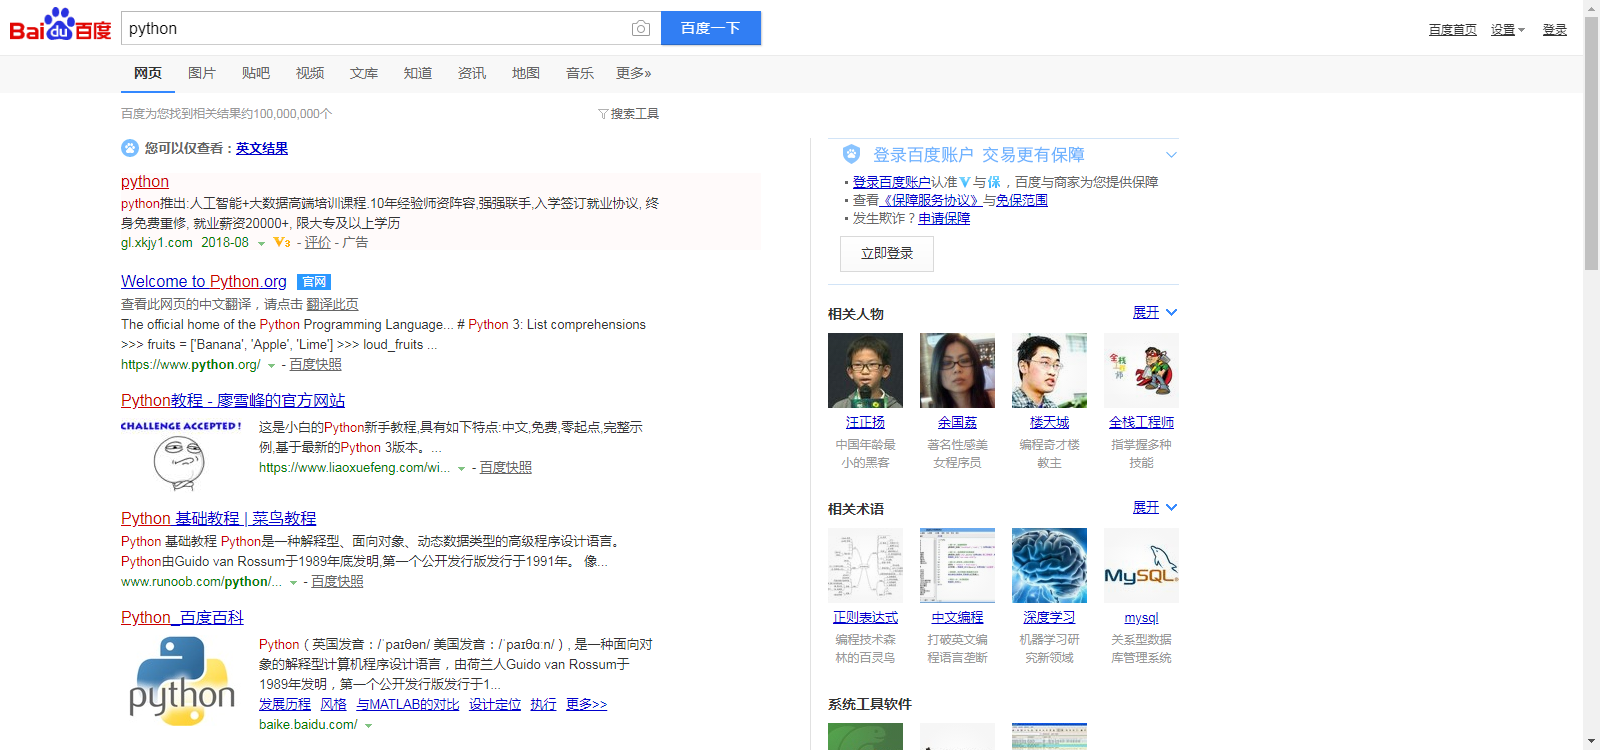 Bai du 百度
python
百度一下
百度首页 设置 登录
网页 图片 贴吧 视频 文库 知道 资讯 地图 音乐 更多»
百度为您找到相关结果约100,000,000个
搜索工具
您可以仅查看：英文结果
python
python推出:人工智能+大数据高端培训课程.10年经验师资阵容,强强联手,入学签订就业协议, 终
身免费重修, 就业薪资20000+, 限大专及以上学历
gl.xkjy1.com 2018-08 V3 - 评价 - 广告
Welcome to Python.org 官网
查看此网页的中文翻译，请点击 翻译此页
The official home of the Python Programming Language... # Python 3: List comprehensions
>>> fruits = ['Banana', 'Apple', 'Lime'] >>> loud_fruits ...
https://www.python.org/ - 百度快照
Python教程 - 廖雪峰的官方网站
CHALLENGE ACCEPTED!
这是小白的Python新手教程,具有如下特点:中文,免费,零起点,完整示
例,基于最新的Python 3版本。...
https://www.liaoxuefeng.com/wi... - 百度快照
Python 基础教程 | 菜鸟教程
Python 基础教程 Python是一种解释型、面向对象、动态数据类型的高级程序设计语言。
Python由Guido van Rossum于1989年底发明,第一个公开发行版发行于1991年。 像...
www.runoob.com/python/... - 百度快照
Python_百度百科
python
Python（英国发音：/ˈpaɪθən/ 美国发音：/ˈpaɪθɑːn/）, 是一种面向对
象的解释型计算机程序设计语言，由荷兰人Guido van Rossum于
1989年发明，第一个公开发行版发行于1...
发展历程 风格 与MATLAB的对比 设计定位 执行 更多>>
baike.baidu.com/
登录百度账户 交易更有保障
登录百度账户认准V与保，百度与商家为您提供保障
查看《保障服务协议》与免保范围
发生欺诈？申请保障
立即登录
相关人物 展开
全栈工程师
汪正扬 余国荔 楼天城 全栈工程师
中国年龄最 著名性感美 编程奇才楼 指掌握多种
小的黑客 女程序员 教主 技能
相关术语 展开
MySQL
正则表达式 中文编程 深度学习 mysql
编程技术森 打破英文编 机器学习研 关系型数据
林的百灵鸟 程语言垄断 究新领域 库管理系统
系统工具软件